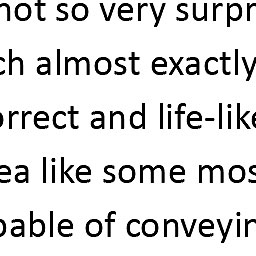 not so very surpr
ch almost exactly
orrect and life-like
ea like some mos
pable of conveyin